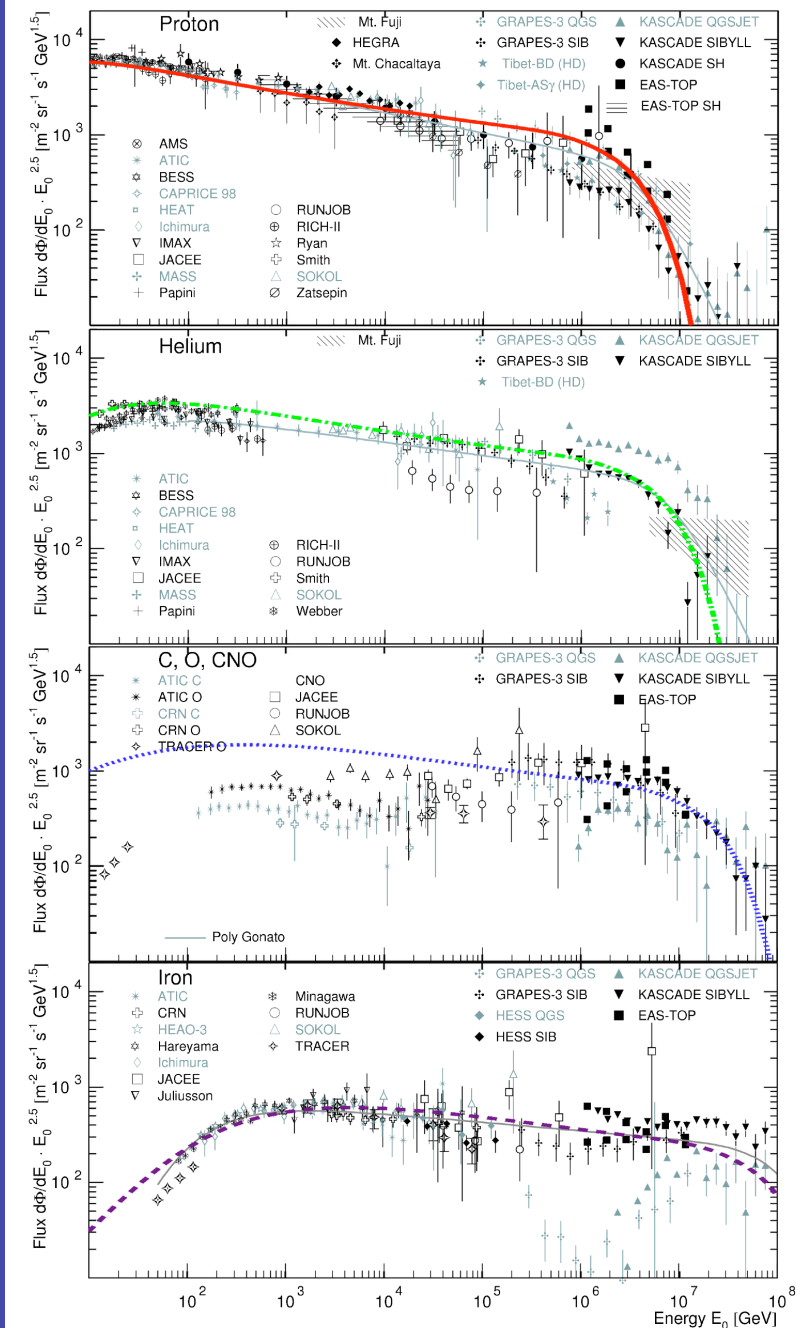 Proton
Mt. Fuji
HEGRA
Mt. Chacaltaya
GRAPES-3 QGS
GRAPES-3 SIB
Tibet-BD (HD)
Tibet-ASγ (HD)
KASCADE QGSJET
KASCADE SIBYLL
KASCADE SH
EAS-TOP
EAS-TOP SH
AMS
ATIC
BESS
CAPRICE 98
HEAT
Ichimura
IMAX
JACEE
MASS
Papini
RUNJOB
RICH-II
Ryan
Smith
SOKOL
Zatsepin
Flux dΦ/dE0 · E0 2.5 [m-2 sr-1 s-1 GeV1.5]
10 4
10 3
10 2
Helium
Mt. Fuji
GRAPES-3 QGS
GRAPES-3 SIB
Tibet-BD (HD)
KASCADE QGSJET
KASCADE SIBYLL
ATIC
BESS
CAPRICE 98
HEAT
Ichimura
IMAX
JACEE
MASS
Papini
RICH-II
RUNJOB
Smith
SOKOL
Webber
Flux dΦ/dE0 · E0 2.5 [m-2 sr-1 s-1 GeV1.5]
10 4
10 3
10 2
C, O, CNO
ATIC C
ATIC O
CRN C
CRN O
TRACER O
CNO
JACEE
RUNJOB
SOKOL
GRAPES-3 QGS
GRAPES-3 SIB
KASCADE QGSJET
KASCADE SIBYLL
EAS-TOP
Poly Gonato
Flux dΦ/dE0 · E0 2.5 [m-2 sr-1 s-1 GeV1.5]
10 4
10 3
10 2
Iron
ATIC
CRN
HEAO-3
Hareyama
Ichimura
JACEE
Juliusson
Minagawa
RUNJOB
SOKOL
TRACER
GRAPES-3 QGS
GRAPES-3 SIB
HESS QGS
HESS SIB
KASCADE QGSJET
KASCADE SIBYLL
EAS-TOP
Flux dΦ/dE0 · E0 2.5 [m-2 sr-1 s-1 GeV1.5]
10 4
10 3
10 2
10 2 10 3 10 4 10 5 10 6 10 7 10 8
Energy E0 [GeV]